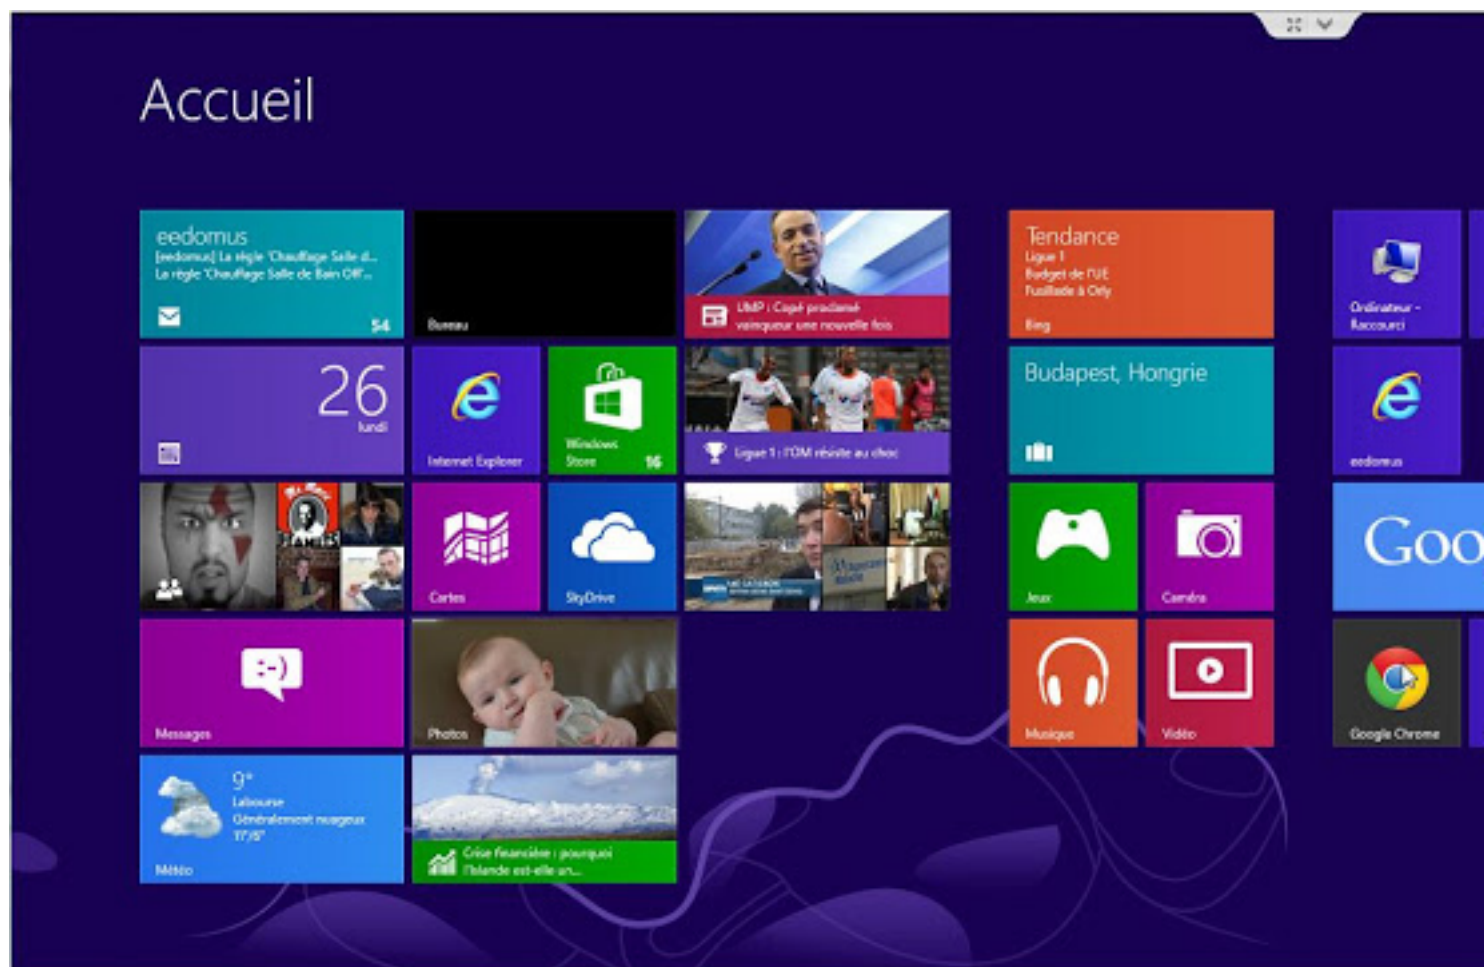 Accueil
eedomus
[eedomus] La règle 'Chauffage Salle d...
La règle 'Chauffage Salle de Bain Off'...
54
Bureau
UMP : Copé proclamé
vainqueur une nouvelle fois
Tendance
Ligue 1
Budget de l'UE
Fusillade à Orly
Bing
Ordinateur -
Raccourci
26
lundi
Internet Explorer
Windows
Store
16
Ligue 1 : l'OM résiste au choc
Budapest, Hongrie
eedomus
Cartes
SkyDrive
Jeux
Caméra
Goo
Messages
:-)
Photos
Musique
Vidéo
Google Chrome
9°
Labourse
Généralement nuageux
11°/6°
Météo
Crise financière : pourquoi
l'Islande est-elle un...